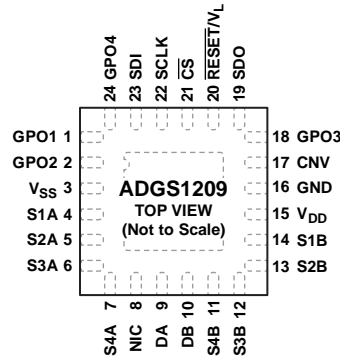 24 GPO4
23 SDI
22 SCLK
21 CS
20 RESET/VL
19 SDO
GPO1 1
GPO2 2
VSS 3
S1A 4
S2A 5
S3A 6
ADGS1209
TOP VIEW
(Not to Scale)
18 GPO3
17 CNV
16 GND
15 VDD
14 S1B
13 S2B
S4A 7
NIC 8
DA 9
DB 10
S4B 11
S3B 12